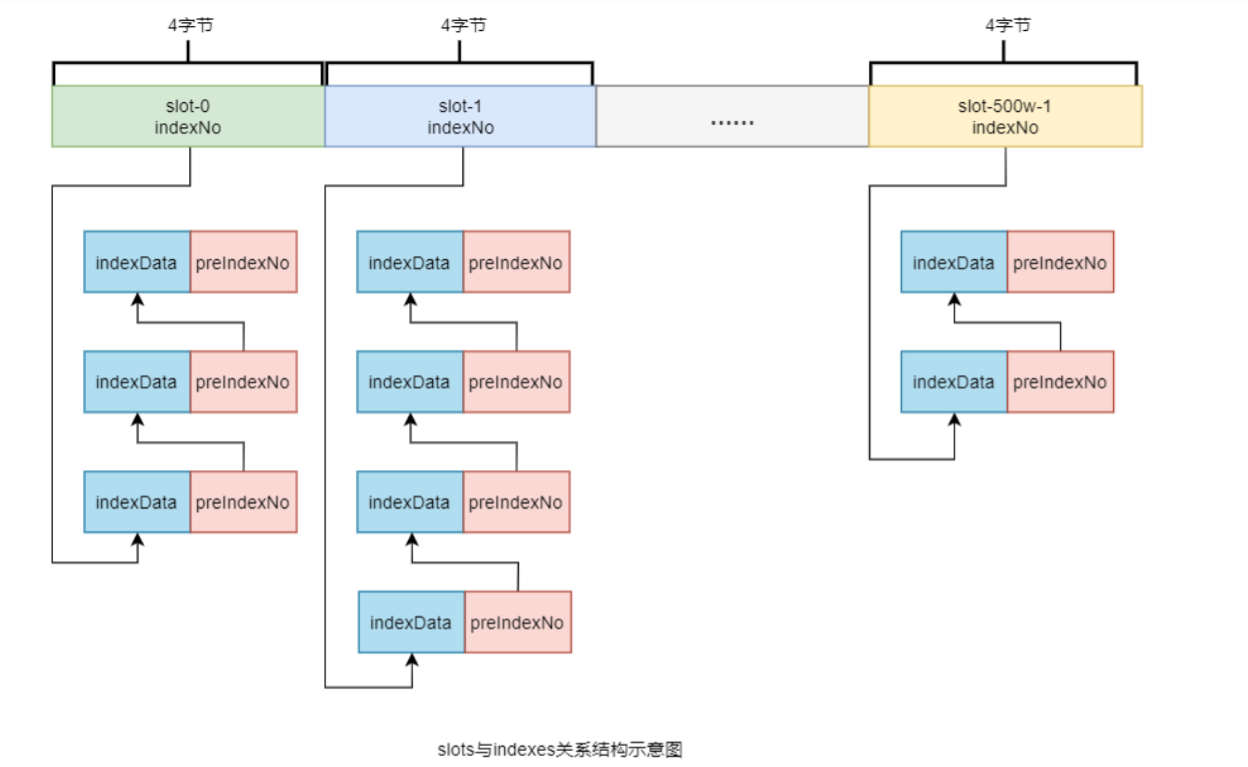 4字节 4字节 4字节
slot-0 slot-1 slot-500w-1
indexNo indexNo ...... indexNo
indexData preIndexNo indexData preIndexNo indexData preIndexNo
indexData preIndexNo indexData preIndexNo indexData preIndexNo
indexData preIndexNo indexData preIndexNo
indexData preIndexNo
slots与indexes关系结构示意图